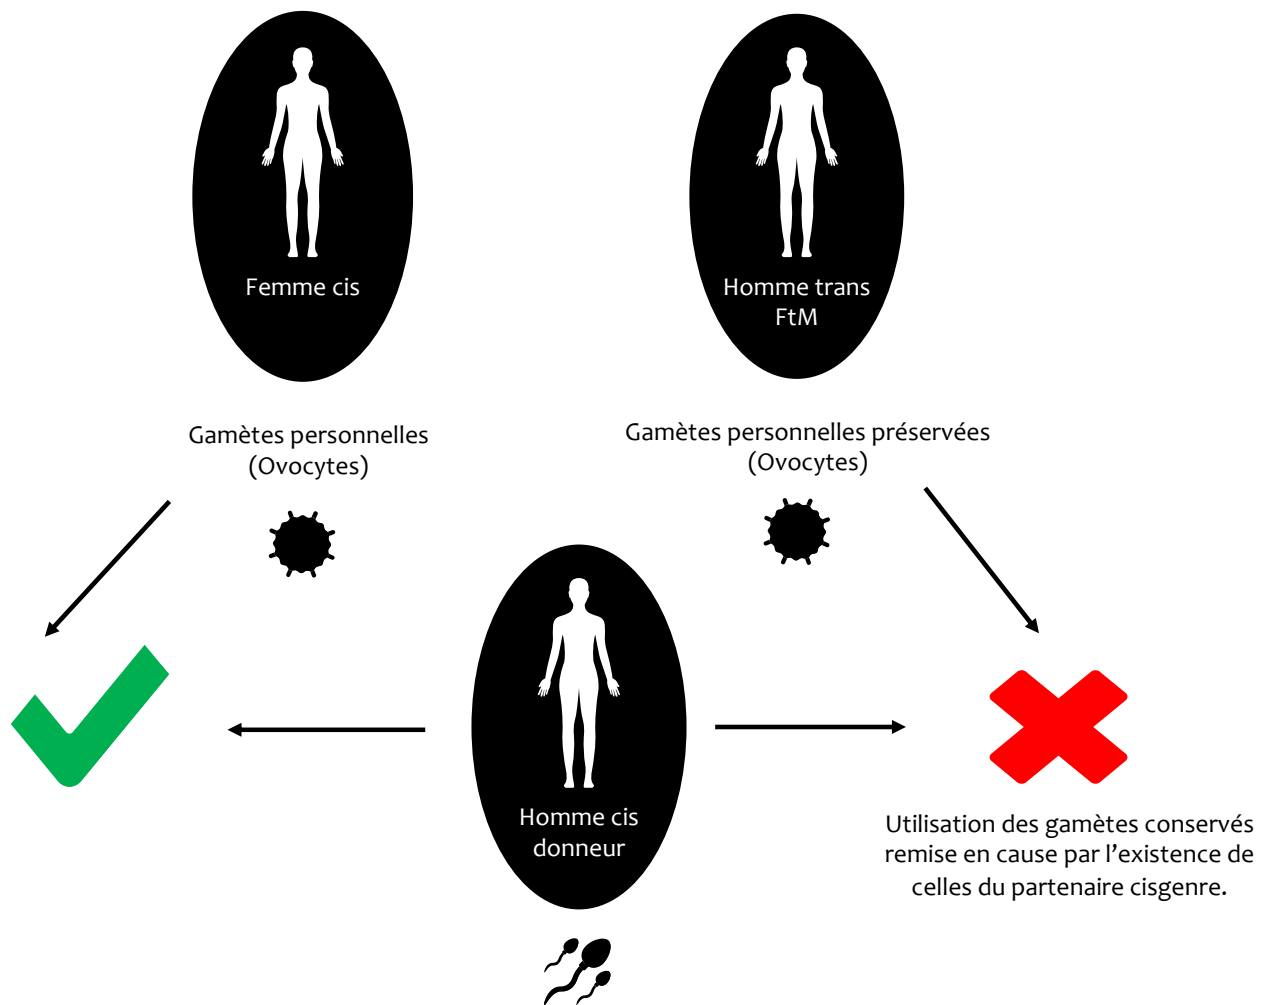 Femme cis
Homme trans
FtM
Gamètes personnelles
(Ovocytes)
Gamètes personnelles préservées
(Ovocytes)
Homme cis
donneur
Utilisation des gamètes conservés
remise en cause par l’existence de
celles du partenaire cisgenre.